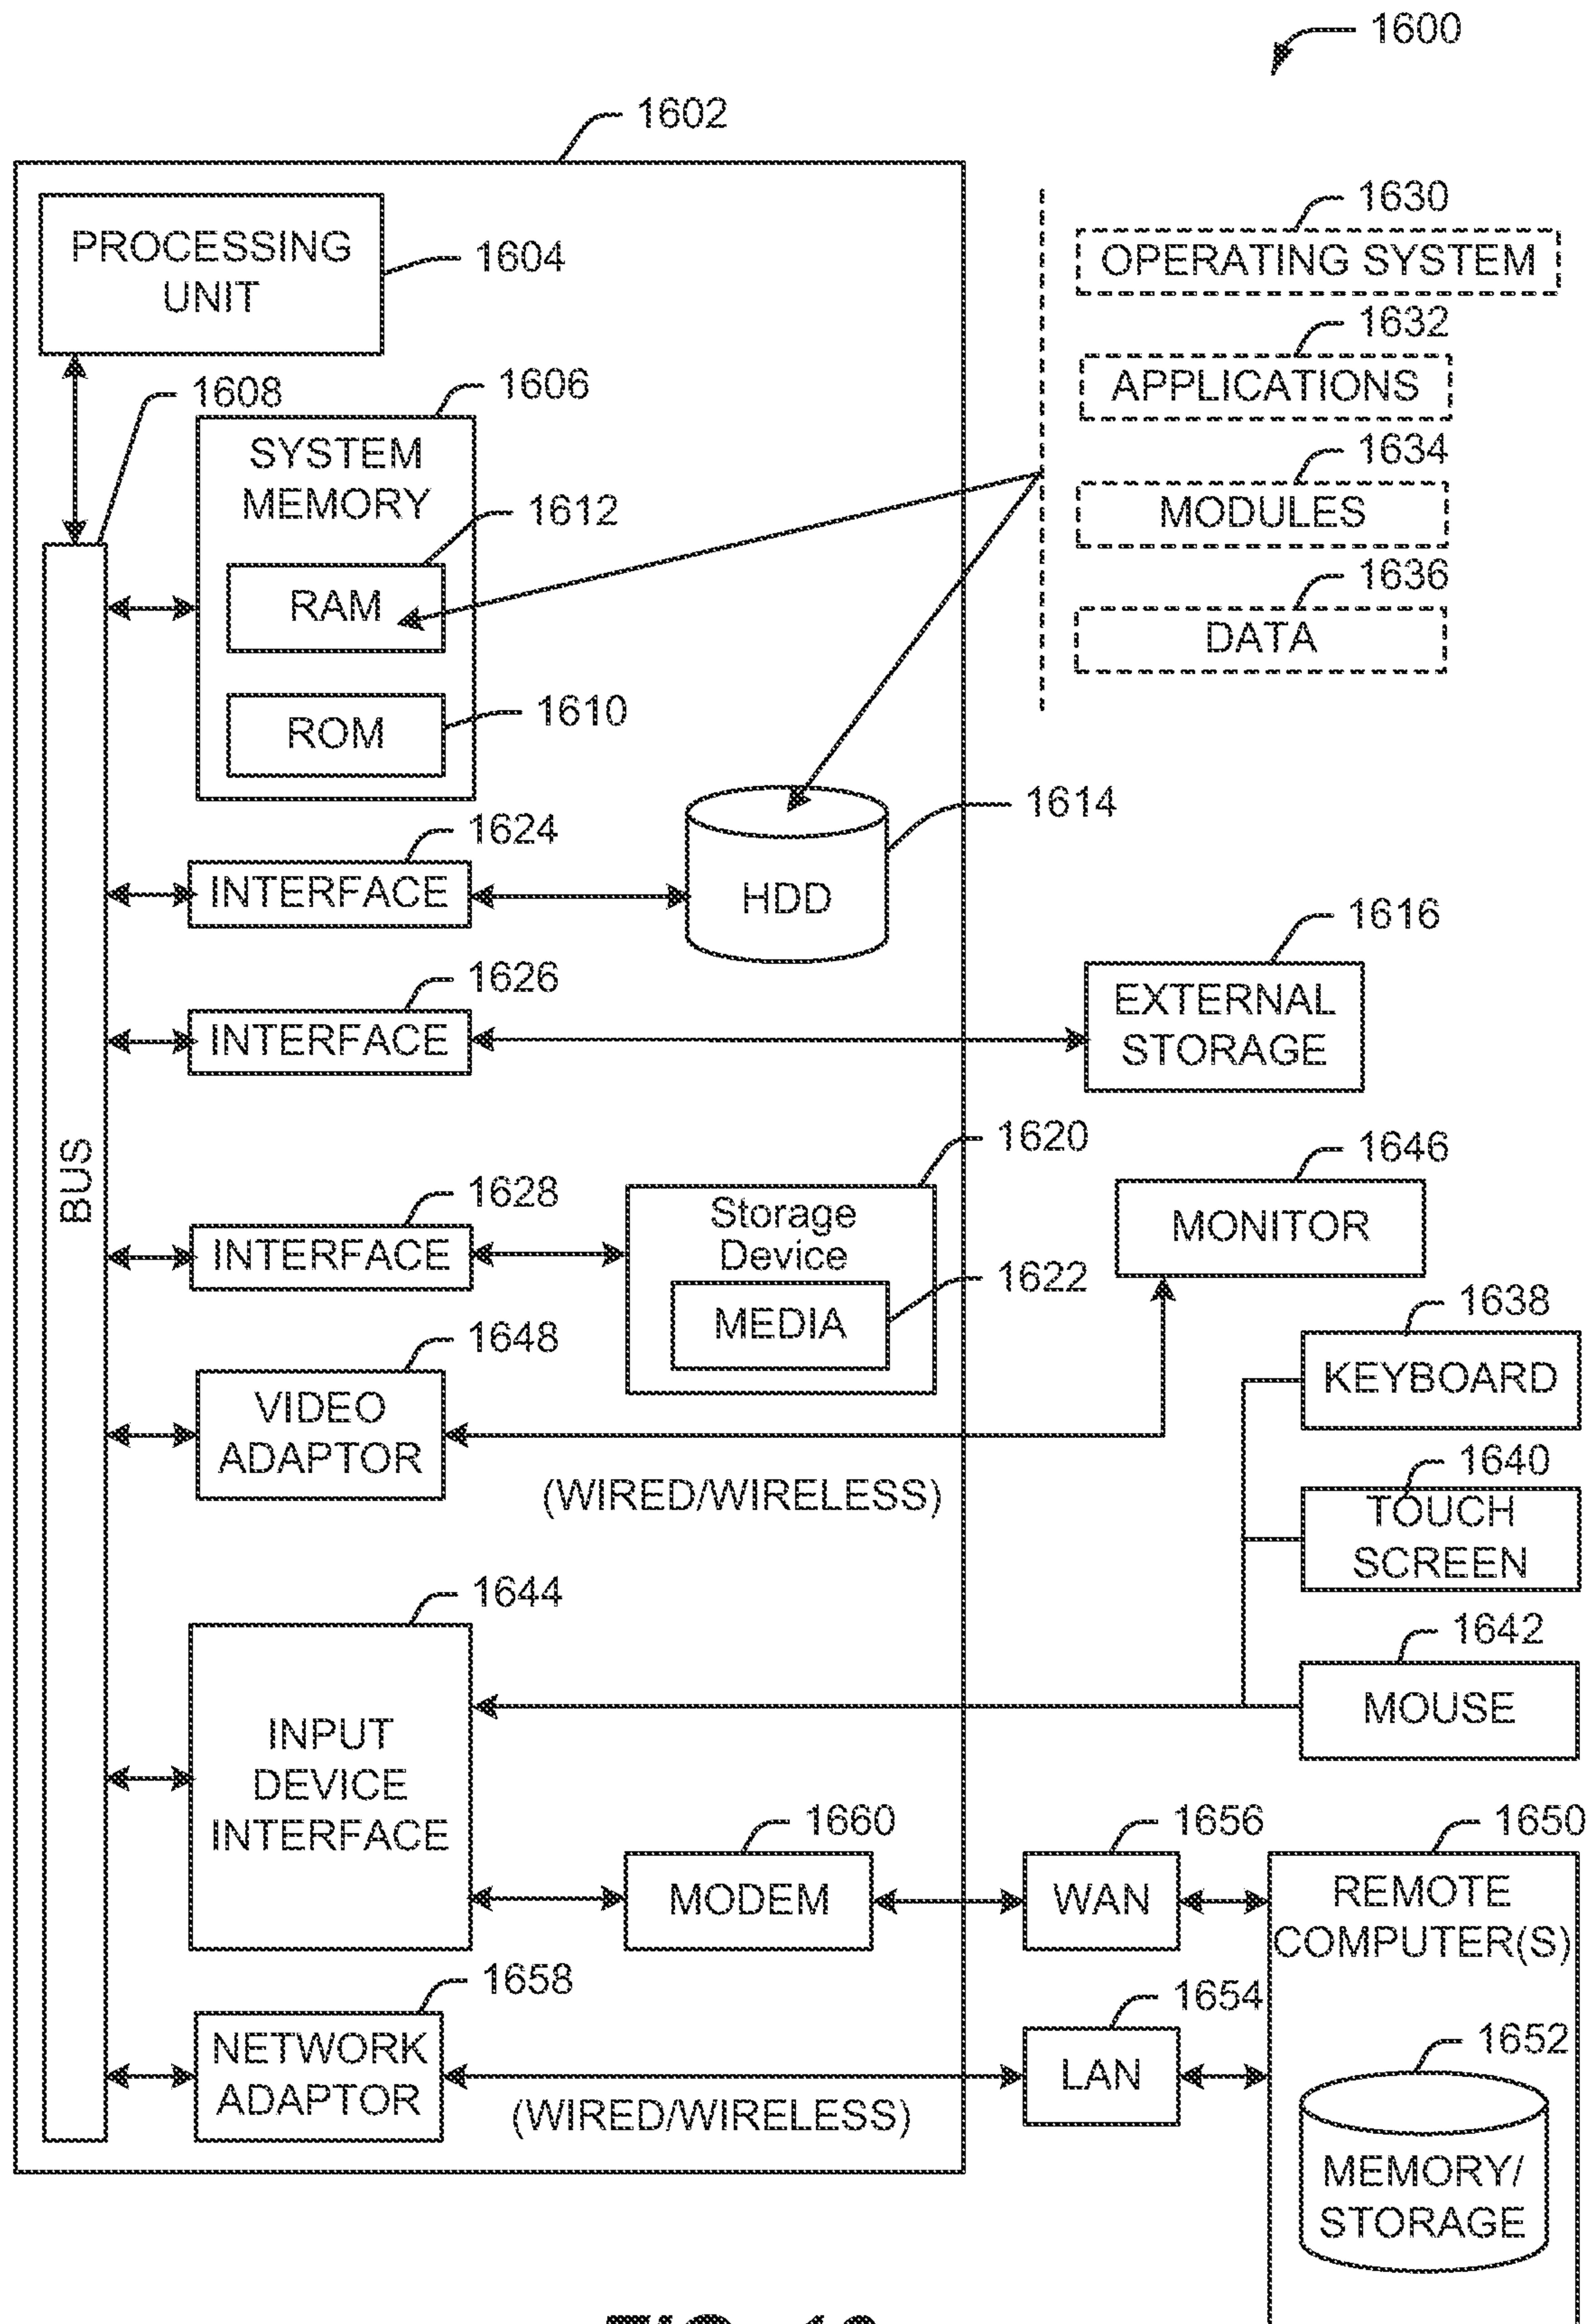 1600
1602
PROCESSING
UNIT
1604
1630
OPERATING SYSTEM
1632
APPLICATIONS
1634
MODULES
1636
DATA
1608
1606
SYSTEM
MEMORY
1612
RAM
1610
ROM
1624
INTERFACE
1614
HDD
1626
INTERFACE
1616
EXTERNAL
STORAGE
BUS
1628
INTERFACE
1620
Storage
Device
1622
MEDIA
1646
MONITOR
1648
VIDEO
ADAPTOR
(WIRED/WIRELESS)
1638
KEYBOARD
1640
TOUCH
SCREEN
1642
MOUSE
1644
INPUT
DEVICE
INTERFACE
1660
MODEM
1656
WAN
1650
REMOTE
COMPUTER(S)
1658
NETWORK
ADAPTOR
(WIRED/WIRELESS)
1654
LAN
1652
MEMORY/
STORAGE